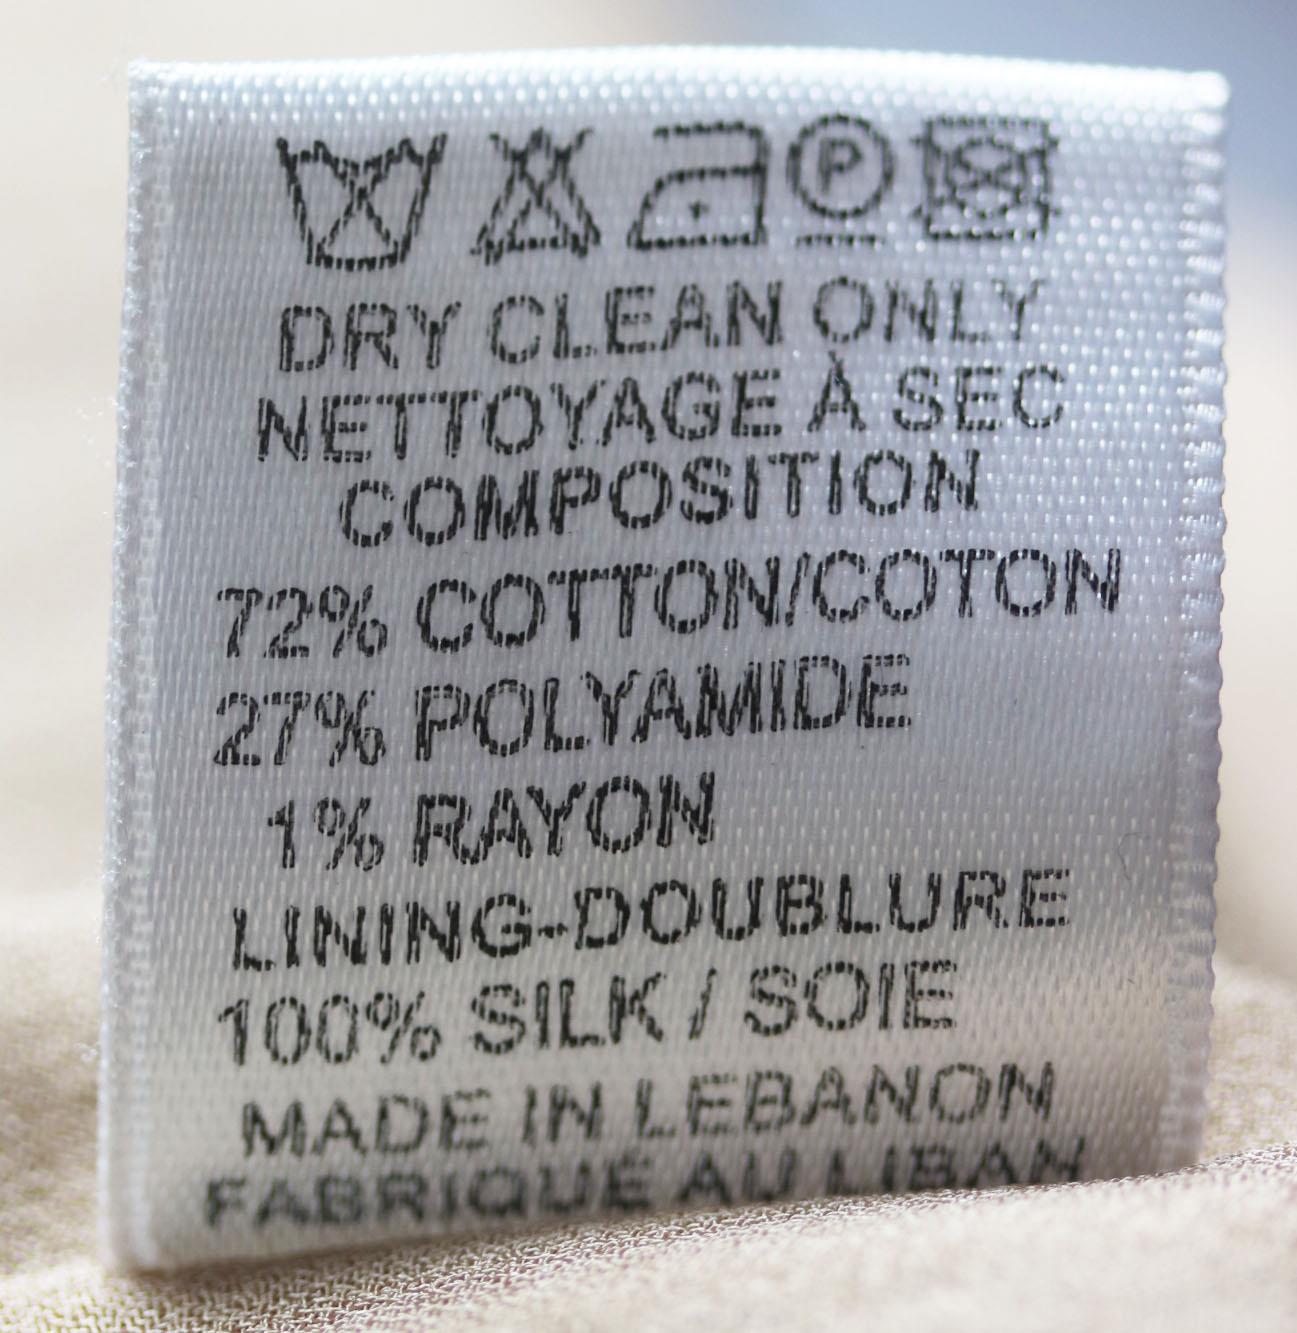 P
DRY CLEAN ONLY
NETTOYAGE À SEC
COMPOSITION
72% COTTON/COTON
27% POLYAMIDE
1% RAYON
LINING-DOUBLURE
100% SILK / SOIE
MADE IN LEBANON
FABRIQUE AU LIBAN